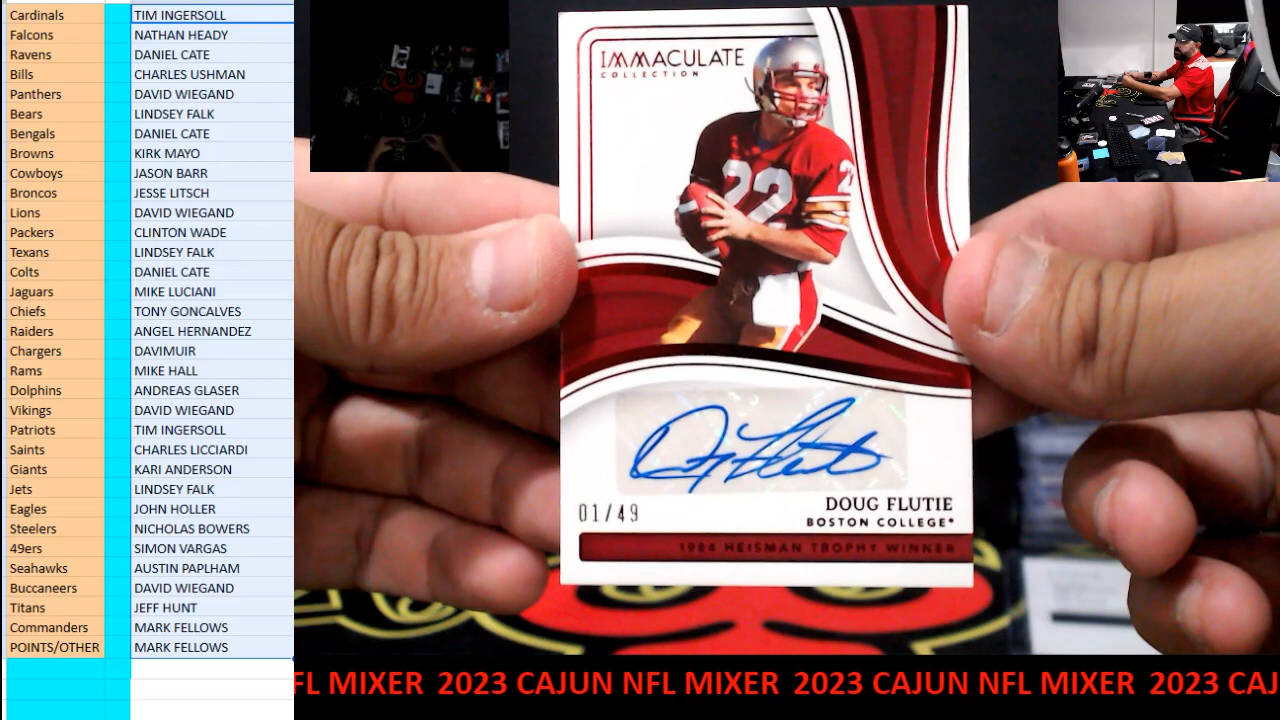 Cardinals TIM INGERSOLL
Falcons NATHAN HEADY
Ravens DANIEL CATE
Bills CHARLES USHMAN
Panthers DAVID WIEGAND
Bears LINDSEY FALK
Bengals DANIEL CATE
Browns KIRK MAYO
Cowboys JASON BARR
Broncos JESSE LITSCH
Lions DAVID WIEGAND
Packers CLINTON WADE
Texans LINDSEY FALK
Colts DANIEL CATE
Jaguars MIKE LUCIANI
Chiefs TONY GONCALVES
Raiders ANGEL HERNANDEZ
Chargers DAVIMUIR
Rams MIKE HALL
Dolphins ANDREAS GLASER
Vikings DAVID WIEGAND
Patriots TIM INGERSOLL
Saints CHARLES LICCIARDI
Giants KARI ANDERSON
Jets LINDSEY FALK
Eagles JOHN HOLLER
Steelers NICHOLAS BOWERS
49ers SIMON VARGAS
Seahawks AUSTIN PAPLHAM
Buccaneers DAVID WIEGAND
Titans JEFF HUNT
Commanders MARK FELLOWS
POINTS/OTHER MARK FELLOWS
IMMACULATE
COLLECTION
22
2
Doug Flutie
01/49
DOUG FLUTIE
BOSTON COLLEGE*
1984 HEISMAN TROPHY WINNER
FL MIXER 2023 CAJUN NFL MIXER 2023 CAJUN NFL MIXER 2023 CAJ